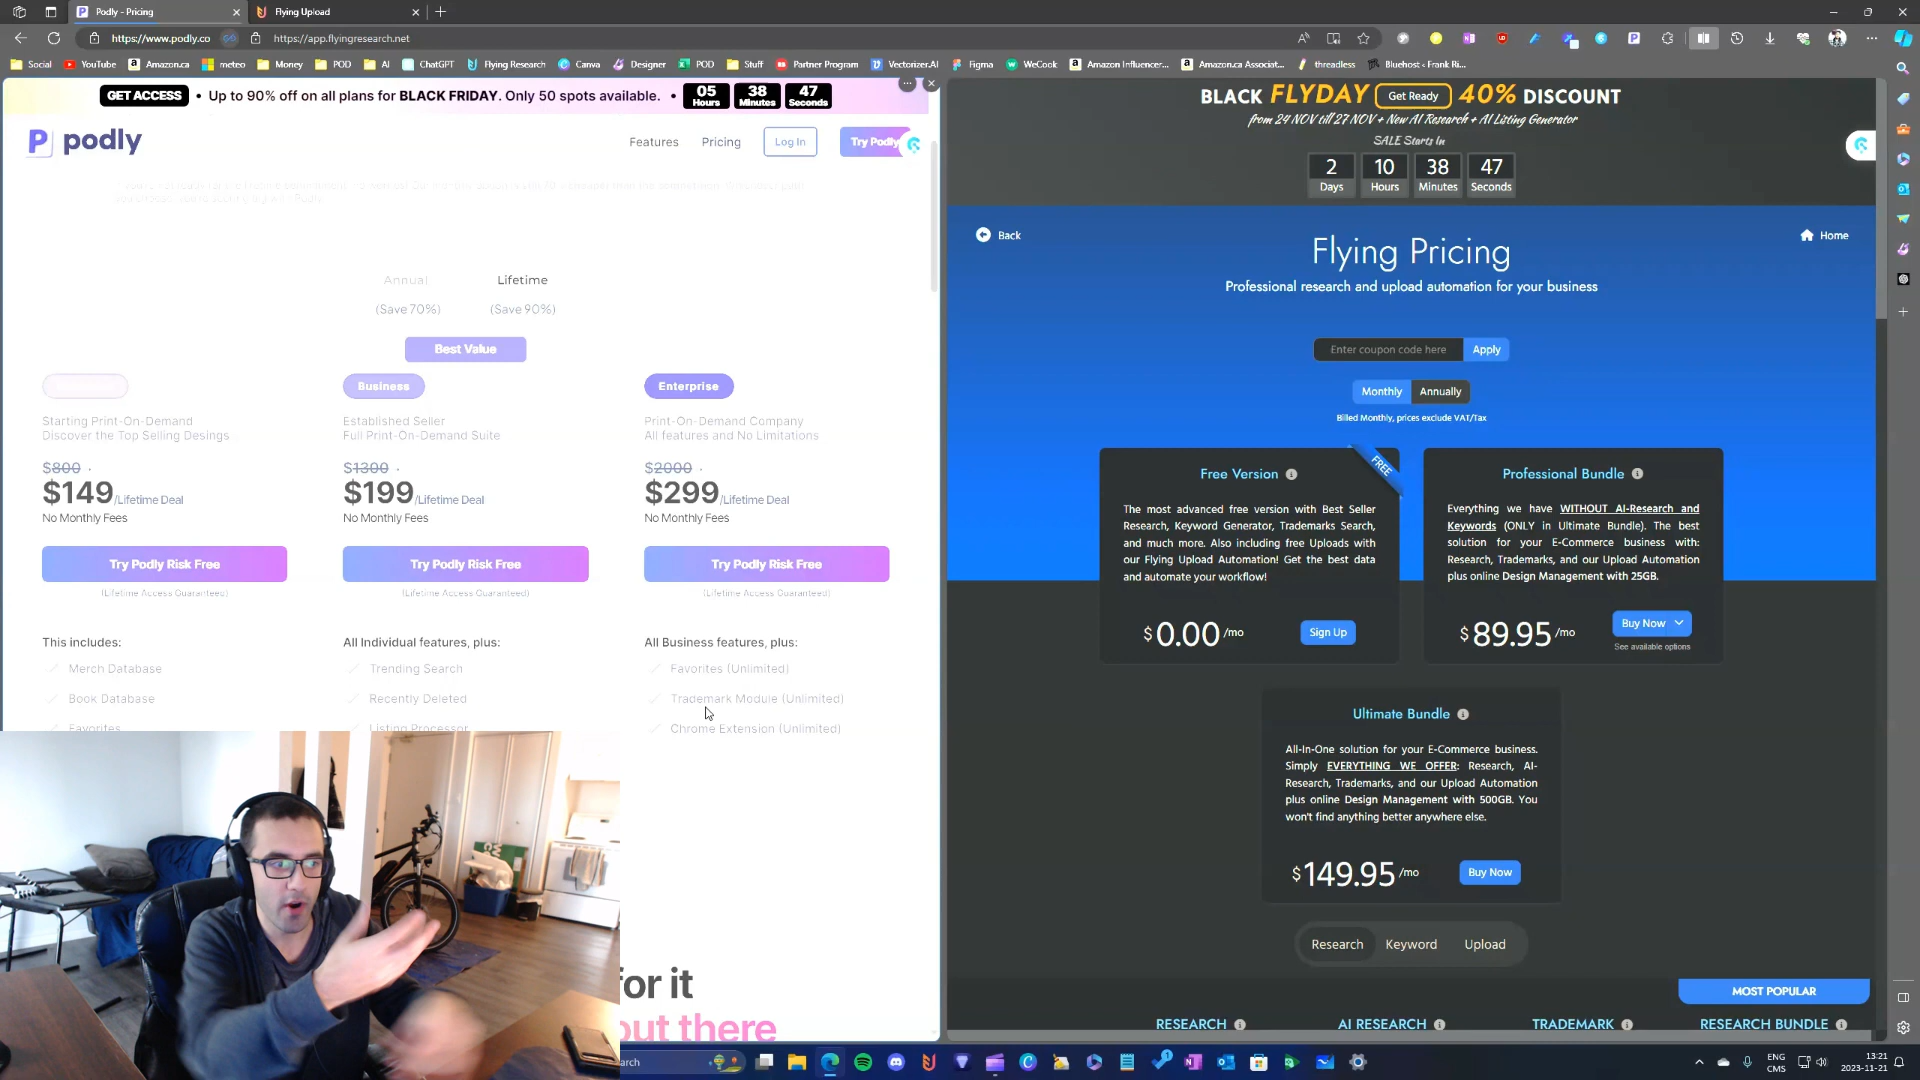 Podly - Pricing
Flying Upload
https://www.podly.co
https://app.flyingresearch.net
Social
YouTube
Amazon.ca
meteo
Money
POD
AI
ChatGPT
Flying Research
Canva
Designer
POD
Stuff
Partner Program
Vectorizer.AI
Figma
WeCook
Amazon Influencer...
Amazon.ca Associat...
threadless
Bluehost - Frank Ri...
GET ACCESS • Up to 90% off on all plans for BLACK FRIDAY. Only 50 spots available. •
05 Hours
38 Minutes
47 Seconds
podly
Features
Pricing
Log In
Try Podly
Annual
Lifetime
(Save 70%)
(Save 90%)
Best Value
Business
Enterprise
Starting Print-On-Demand
Discover the Top Selling Desings
Established Seller
Full Print-On-Demand Suite
Print-On-Demand Company
All features and No Limitations
$800 ·
$149/Lifetime Deal
No Monthly Fees
$1300 ·
$199/Lifetime Deal
No Monthly Fees
$2000 ·
$299/Lifetime Deal
No Monthly Fees
Try Podly Risk Free
Try Podly Risk Free
Try Podly Risk Free
(Lifetime Access Guaranteed)
(Lifetime Access Guaranteed)
(Lifetime Access Guaranteed)
This includes:
Merch Database
Book Database
Favorites
All Individual features, plus:
Trending Search
Recently Deleted
Listing Processor
All Business features, plus:
Favorites (Unlimited)
Trademark Module (Unlimited)
Chrome Extension (Unlimited)
for it
out there
BLACK FLYDAY Get Ready 40% DISCOUNT
from 24 NOV till 27 NOV + New AI Research + AI Listing Generator
SALE Starts In
2 Days
10 Hours
38 Minutes
47 Seconds
Back
Home
Flying Pricing
Professional research and upload automation for your business
Enter coupon code here
Apply
Monthly
Annually
Billed Monthly, prices exclude VAT/Tax
FREE
Free Version
The most advanced free version with Best Seller
Research, Keyword Generator, Trademarks Search,
and much more. Also including free Uploads with
our Flying Upload Automation! Get the best data
and automate your workflow!
$ 0.00 /mo
Sign Up
Professional Bundle
Everything we have WITHOUT AI-Research and
Keywords (ONLY in Ultimate Bundle). The best
solution for your E-Commerce business with:
Research, Trademarks, and our Upload Automation
plus online Design Management with 25GB.
$ 89.95 /mo
Buy Now
See available options
Ultimate Bundle
All-In-One solution for your E-Commerce business.
Simply EVERYTHING WE OFFER: Research, AI-
Research, Trademarks, and our Upload Automation
plus online Design Management with 500GB. You
won't find anything better anywhere else.
$ 149.95 /mo
Buy Now
Research
Keyword
Upload
MOST POPULAR
RESEARCH
AI RESEARCH
TRADEMARK
RESEARCH BUNDLE
arch
ENG
CMS
13:21
2023-11-21